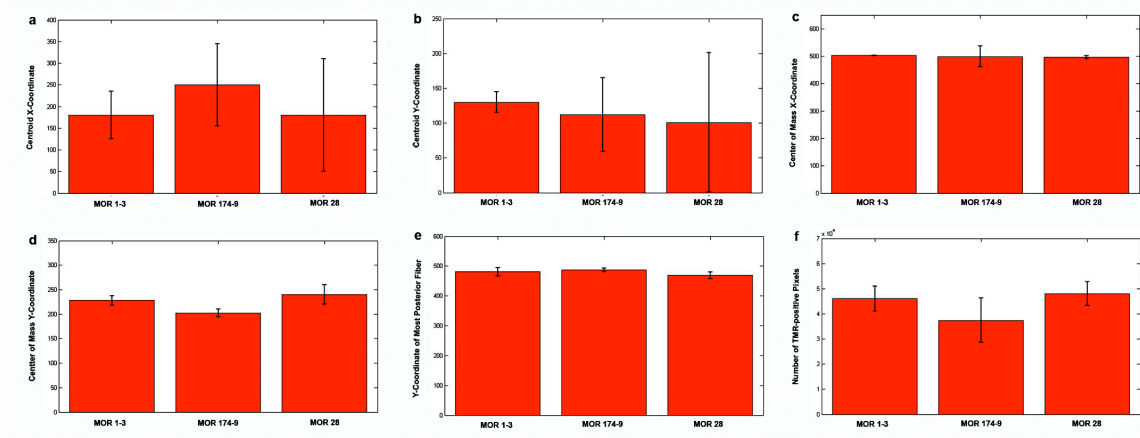 a
Centroid X-Coordinate
400
350
300
250
200
150
100
50
0
MOR 1-3 MOR 174-9 MOR 28
b
Centroid Y-Coordinate
250
200
150
100
50
0
MOR 1-3 MOR 174-9 MOR 28
c
Center of Mass X-Coordinate
600
500
400
300
200
100
0
MOR 1-3 MOR 174-9 MOR 28
d
Centter of Mass Y-Coordinate
350
300
250
200
150
100
50
0
MOR 1-3 MOR 174-9 MOR 28
e
Y-Coordinate of Most Posterior Fiber
600
500
400
300
200
100
0
MOR 1-3 MOR 174-9 MOR 28
f
Number of TMR-positive Pixels
x 10⁴
7
6
5
4
3
2
1
0
MOR 1-3 MOR 174-9 MOR 28